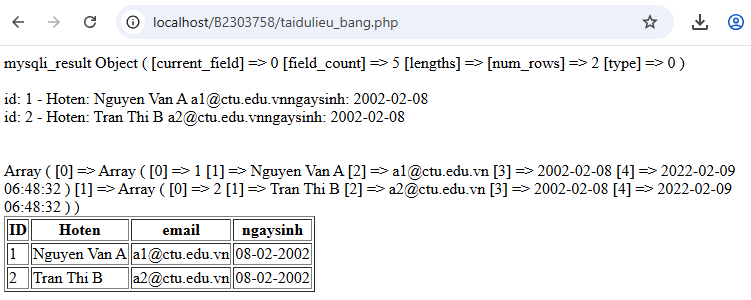 localhost/B2303758/taidulieu_bang.php
mysqli_result Object ( [current_field] => 0 [field_count] => 5 [lengths] => [num_rows] => 2 [type] => 0 )
id: 1 - Hoten: Nguyen Van A a1@ctu.edu.vnngaysinh: 2002-02-08
id: 2 - Hoten: Tran Thi B a2@ctu.edu.vnngaysinh: 2002-02-08
Array ( [0] => Array ( [0] => 1 [1] => Nguyen Van A [2] => a1@ctu.edu.vn [3] => 2002-02-08 [4] => 2022-02-09
06:48:32 ) [1] => Array ( [0] => 2 [1] => Tran Thi B [2] => a2@ctu.edu.vn [3] => 2002-02-08 [4] => 2022-02-09
06:48:32 ) )
ID Hoten email ngaysinh
1 Nguyen Van A a1@ctu.edu.vn 08-02-2002
2 Tran Thi B a2@ctu.edu.vn 08-02-2002